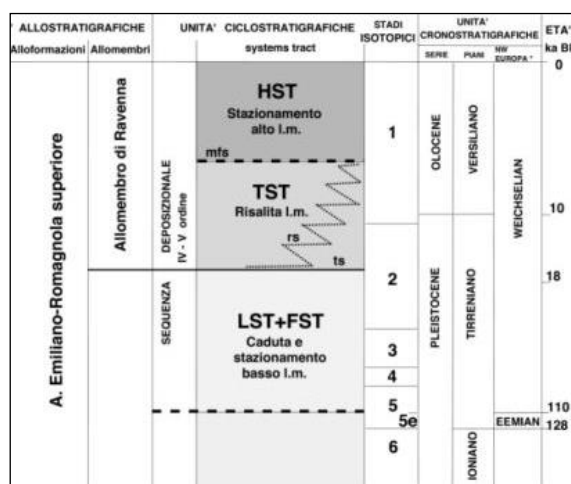 ' ALLOSTRATIGRAFICHE
Alloformazioni
Allomembri
UNITA' CICLOSTRATIGRAFICHE
systems tract
STADI
ISOTOPICI
UNITA'
CRONOSTRATIGRAFICHE
SERIE
PIANI
NW
EUROPA *
ETA'
ka BI
A. Emiliano-Romagnola superiore
Allomembro di Ravenna
SEQUENZA DEPOSIZIONALE
IV - V ordine
HST
Stazionamento
alto l.m.
mfs
TST
Risalita l.m.
rs
ts
LST+FST
Caduta e
stazionamento
basso l.m.
1
2
3
4
5
5e
6
OLOCENE
PLEISTOCENE
VERSILIANO
TIRRENIANO
IONIANO
WEICHSELIAN
EEMIAN
0
10
18
110
128